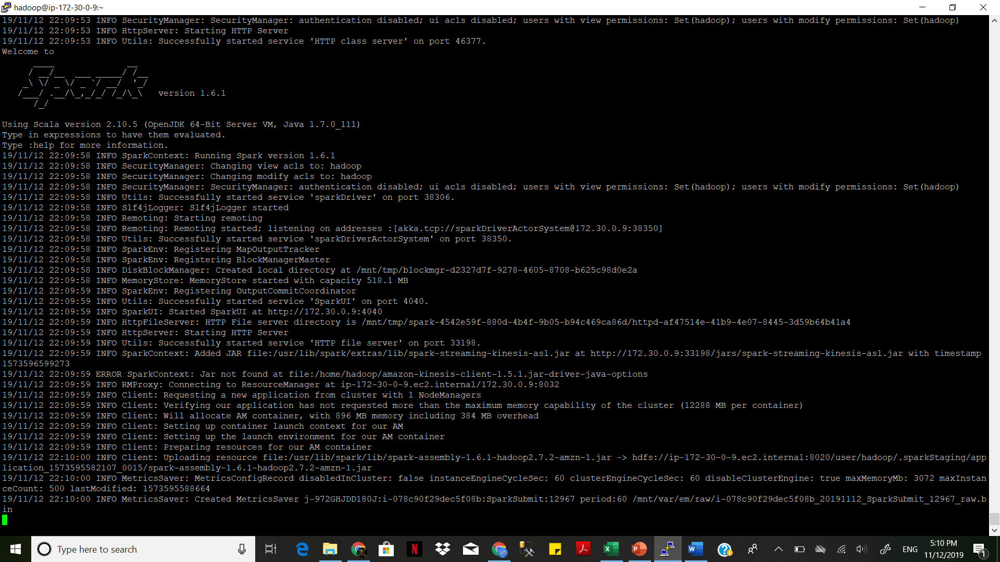 hadoop@ip-172-30-0-9:~
19/11/12 22:09:53 INFO SecurityManager: SecurityManager: authentication disabled; ui acls disabled; users with view permissions: Set(hadoop); users with modify permissions: Set(hadoop)
19/11/12 22:09:53 INFO HttpServer: Starting HTTP Server
19/11/12 22:09:53 INFO Utils: Successfully started service 'HTTP class server' on port 46377.
Welcome to
      ____              __
     / __/__  ___ _____/ /__
    _\ \/ _ \/ _ `/ __/  '_/
   /___/ .__/\_,_/_/ /_/\_\   version 1.6.1
      /_/
Using Scala version 2.10.5 (OpenJDK 64-Bit Server VM, Java 1.7.0_111)
Type in expressions to have them evaluated.
Type :help for more information.
19/11/12 22:09:58 INFO SparkContext: Running Spark version 1.6.1
19/11/12 22:09:58 INFO SecurityManager: Changing view acls to: hadoop
19/11/12 22:09:58 INFO SecurityManager: Changing modify acls to: hadoop
19/11/12 22:09:58 INFO SecurityManager: SecurityManager: authentication disabled; ui acls disabled; users with view permissions: Set(hadoop); users with modify permissions: Set(hadoop)
19/11/12 22:09:58 INFO Utils: Successfully started service 'sparkDriver' on port 38306.
19/11/12 22:09:58 INFO Slf4jLogger: Slf4jLogger started
19/11/12 22:09:58 INFO Remoting: Starting remoting
19/11/12 22:09:58 INFO Remoting: Remoting started; listening on addresses :[akka.tcp://sparkDriverActorSystem@172.30.0.9:38350]
19/11/12 22:09:58 INFO Utils: Successfully started service 'sparkDriverActorSystem' on port 38350.
19/11/12 22:09:58 INFO SparkEnv: Registering MapOutputTracker
19/11/12 22:09:58 INFO SparkEnv: Registering BlockManagerMaster
19/11/12 22:09:58 INFO DiskBlockManager: Created local directory at /mnt/tmp/blockmgr-d2327d7f-9278-4605-8708-b625c98d0e2a
19/11/12 22:09:58 INFO MemoryStore: MemoryStore started with capacity 518.1 MB
19/11/12 22:09:59 INFO SparkEnv: Registering OutputCommitCoordinator
19/11/12 22:09:59 INFO Utils: Successfully started service 'SparkUI' on port 4040.
19/11/12 22:09:59 INFO SparkUI: Started SparkUI at http://172.30.0.9:4040
19/11/12 22:09:59 INFO HttpFileServer: HTTP File server directory is /mnt/tmp/spark-4542e59f-880d-4b4f-9b05-b94c469ca86d/httpd-af47514e-41b9-4e07-8445-3d59b64b41a4
19/11/12 22:09:59 INFO HttpServer: Starting HTTP Server
19/11/12 22:09:59 INFO Utils: Successfully started service 'HTTP file server' on port 33198.
19/11/12 22:09:59 INFO SparkContext: Added JAR file:/usr/lib/spark/extras/lib/spark-streaming-kinesis-asl.jar at http://172.30.0.9:33198/jars/spark-streaming-kinesis-asl.jar with timestamp
1573596599273
19/11/12 22:09:59 ERROR SparkContext: Jar not found at file:/home/hadoop/amazon-kinesis-client-1.5.1.jar-driver-java-options
19/11/12 22:09:59 INFO RMProxy: Connecting to ResourceManager at ip-172-30-0-9.ec2.internal/172.30.0.9:8032
19/11/12 22:09:59 INFO Client: Requesting a new application from cluster with 1 NodeManagers
19/11/12 22:09:59 INFO Client: Verifying our application has not requested more than the maximum memory capability of the cluster (12288 MB per container)
19/11/12 22:09:59 INFO Client: Will allocate AM container, with 896 MB memory including 384 MB overhead
19/11/12 22:09:59 INFO Client: Setting up container launch context for our AM
19/11/12 22:09:59 INFO Client: Setting up the launch environment for our AM container
19/11/12 22:09:59 INFO Client: Preparing resources for our AM container
19/11/12 22:10:00 INFO Client: Uploading resource file:/usr/lib/spark/lib/spark-assembly-1.6.1-hadoop2.7.2-amzn-1.jar -> hdfs://ip-172-30-0-9.ec2.internal:8020/user/hadoop/.sparkStaging/app
lication_1573595582107_0015/spark-assembly-1.6.1-hadoop2.7.2-amzn-1.jar
19/11/12 22:10:00 INFO MetricsSaver: MetricsConfigRecord disabledInCluster: false instanceEngineCycleSec: 60 clusterEngineCycleSec: 60 disableClusterEngine: true maxMemoryMb: 3072 maxInstan
ceCount: 500 lastModified: 1573595588664
19/11/12 22:10:00 INFO MetricsSaver: Created MetricsSaver j-972GHJDD180J:i-078c90f29dec5f08b:SparkSubmit:12967 period:60 /mnt/var/em/raw/i-078c90f29dec5f08b_20191112_SparkSubmit_12967_raw.b
in
Type here to search
ENG
5:10 PM
11/12/2019
1